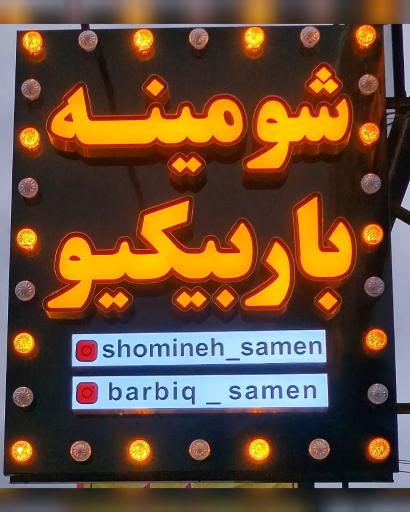 شومینه
باربیکیو
shomineh_samen
barbiq _ samen